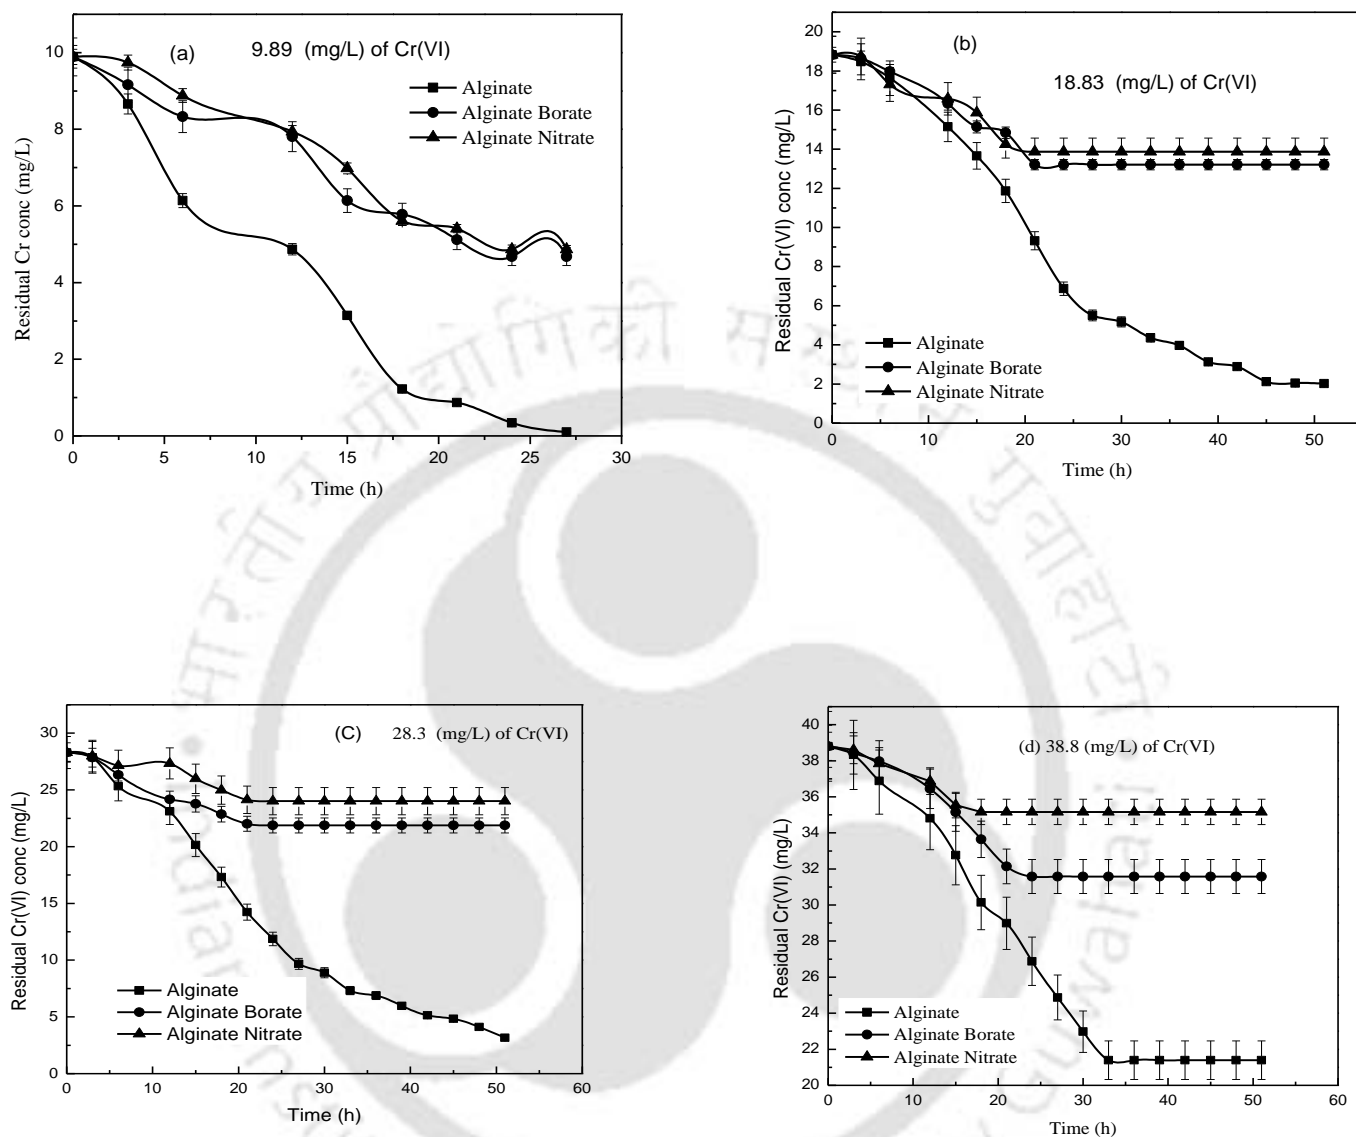 (a) 9.89 (mg/L) of Cr(VI)
Alginate
Alginate Borate
Alginate Nitrate
Residual Cr conc (mg/L)
10
8
6
4
2
0
0 5 10 15 20 25 30
Time (h)
(b)
18.83 (mg/L) of Cr(VI)
Residual Cr(VI) conc (mg/L)
20
18
16
14
12
10
8
6
4
2
0
Alginate
Alginate Borate
Alginate Nitrate
0 10 20 30 40 50
Time (h)
(C) 28.3 (mg/L) of Cr(VI)
Residual Cr(VI) conc (mg/L)
30
25
20
15
10
5
0
Alginate
Alginate Borate
Alginate Nitrate
0 10 20 30 40 50 60
Time (h)
(d) 38.8 (mg/L) of Cr(VI)
Residual Cr(VI) (mg/L)
40
38
36
34
32
30
28
26
24
22
20
Alginate
Alginate Borate
Alginate Nitrate
0 10 20 30 40 50 60
Time (h)